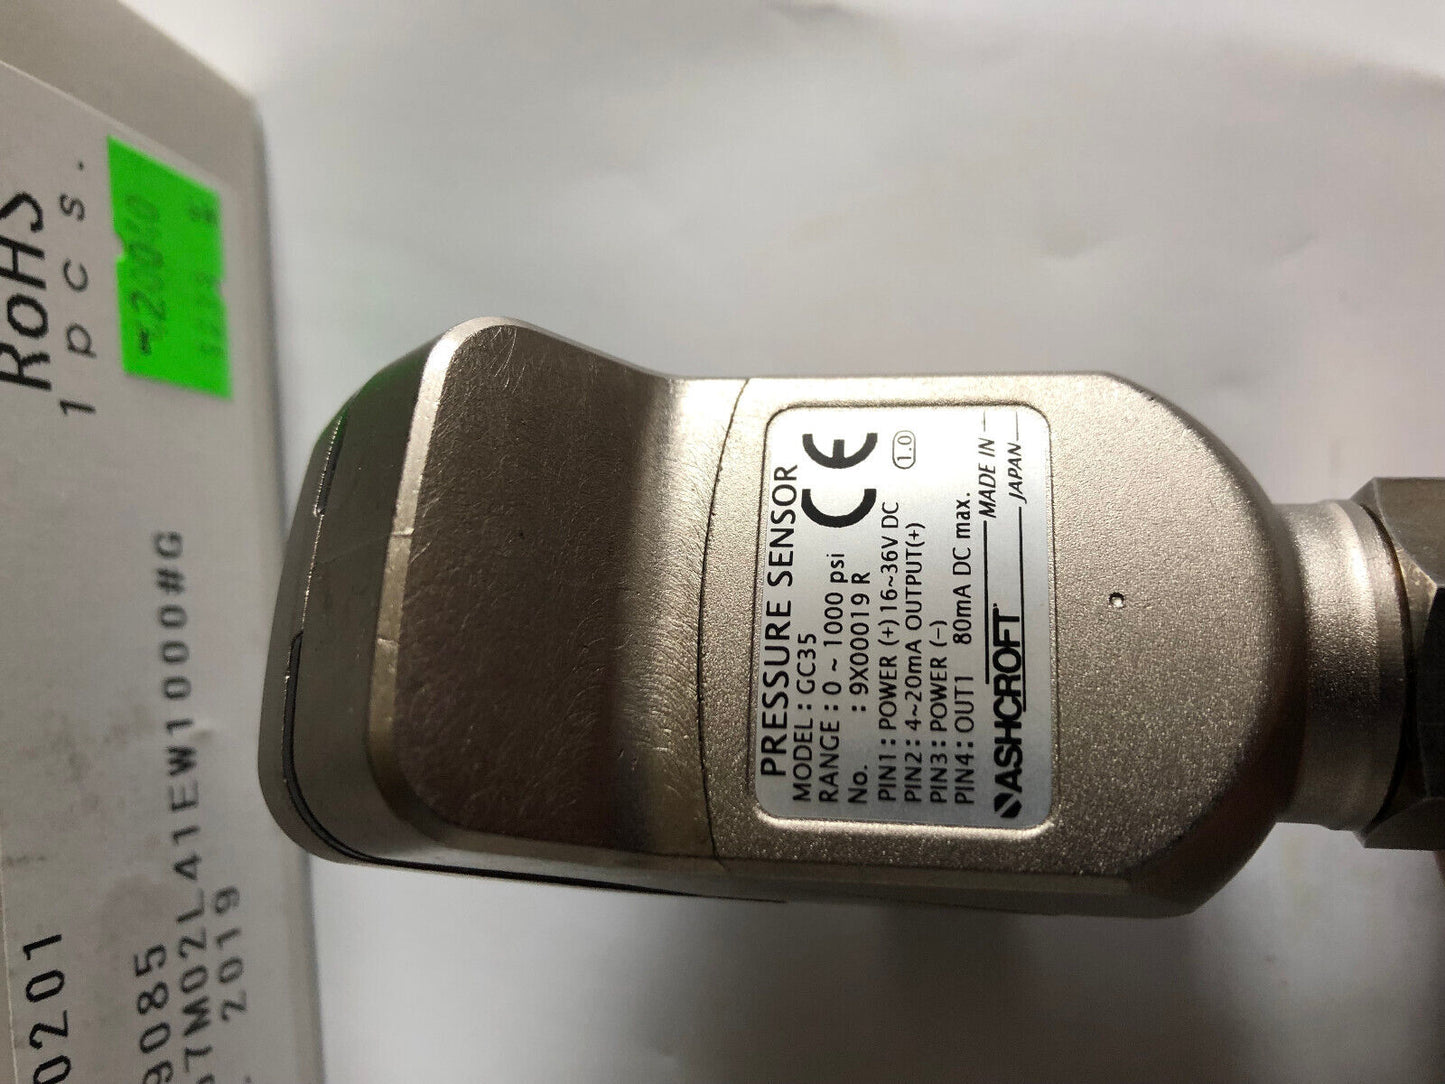 PRESSURE SENSOR
MODEL : GC35
RANGE : 0 ~ 1000 psi
No. : 9X00019 R
PIN1 : POWER (+) 16~36V DC
PIN2 : 4~20mA OUTPUT(+)
PIN3 : POWER (−)
PIN4 : OUT1 80mA DC max.
CE
1.0
ASHCROFT
MADE IN
JAPAN
RoHS
1 pcs.
0201
9085
7M02L41EW1000#G
2019